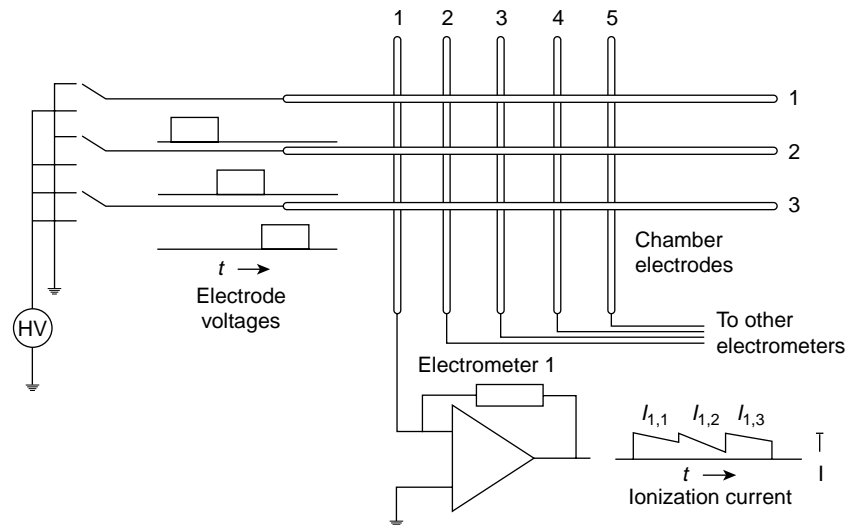 1 2 3 4 5
1
2
3
t →
Electrode
voltages
Chamber
electrodes
HV
To other
electrometers
Electrometer 1
I1,1 I1,2 I1,3
t →
I
Ionization current